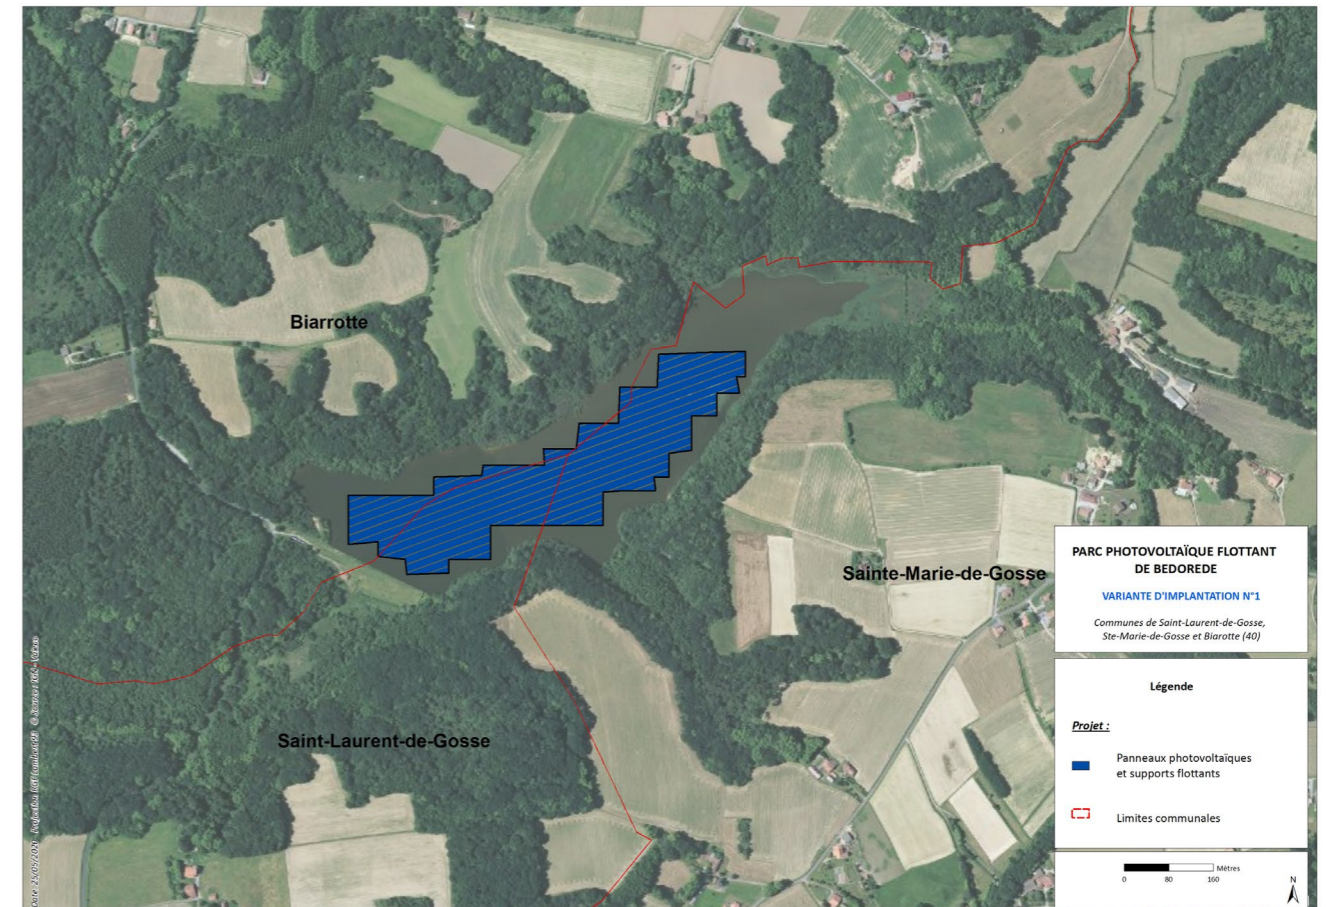 Biarrotte
Sainte-Marie-de-Gosse
Saint-Laurent-de-Gosse
PARC PHOTOVOLTAÏQUE FLOTTANT
DE BEDOREDE
VARIANTE D'IMPLANTATION N°1
Communes de Saint-Laurent-de-Gosse,
Ste-Marie-de-Gosse et Biarotte (40)
Légende
Projet :
Panneaux photovoltaïques
et supports flottants
Limites communales
Mètres
0 80 160
N